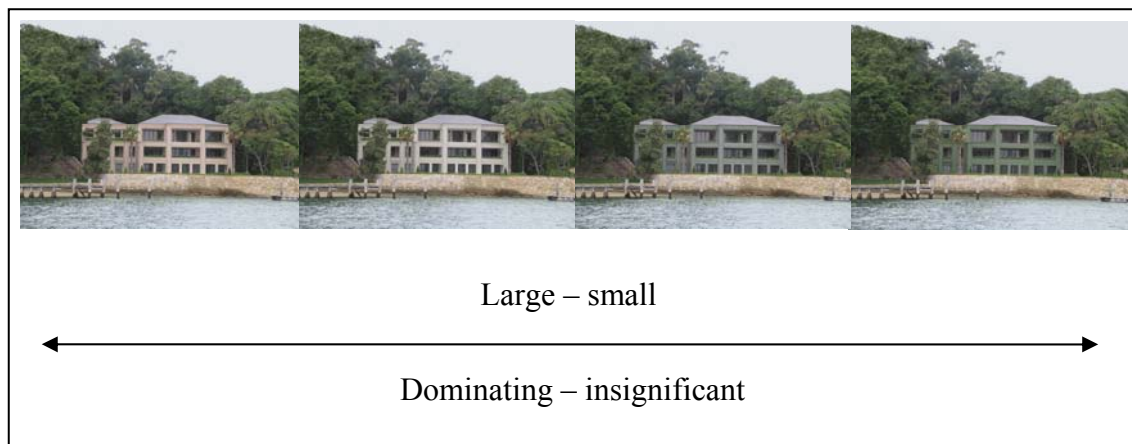 Large – small
Dominating – insignificant